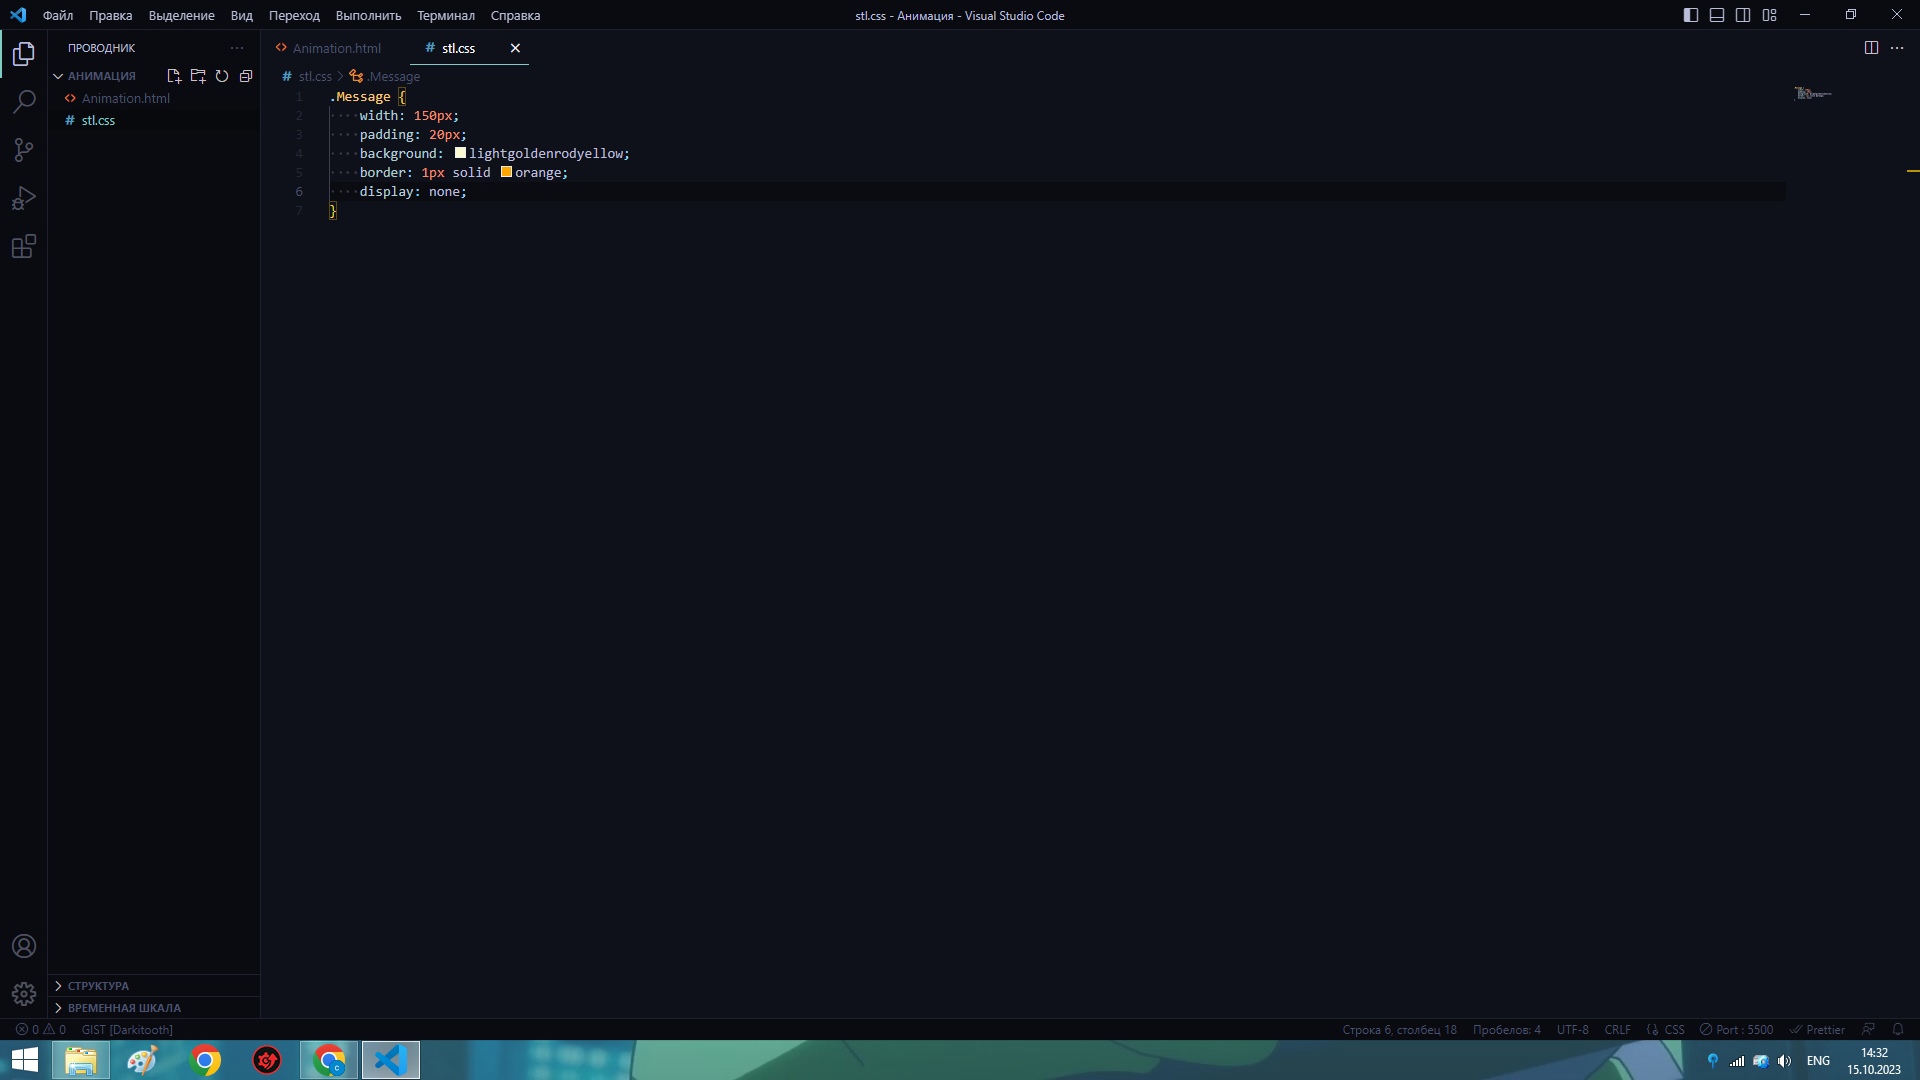 Файл Правка Выделение Вид Переход Выполнить Терминал Справка
stl.css - Анимация - Visual Studio Code
ПРОВОДНИК
Animation.html
# stl.css
АНИМАЦИЯ
# stl.css > .Message
Animation.html
# stl.css
1 .Message {
2 ····width: 150px;
3 ····padding: 20px;
4 ····background: lightgoldenrodyellow;
5 ····border: 1px solid orange;
6 ····display: none;
7 }
СТРУКТУРА
ВРЕМЕННАЯ ШКАЛА
0 0 GIST [Darkitooth]
Строка 6, столбец 18 Пробелов: 4 UTF-8 CRLF CSS Port : 5500 Prettier
ENG
14:32
15.10.2023